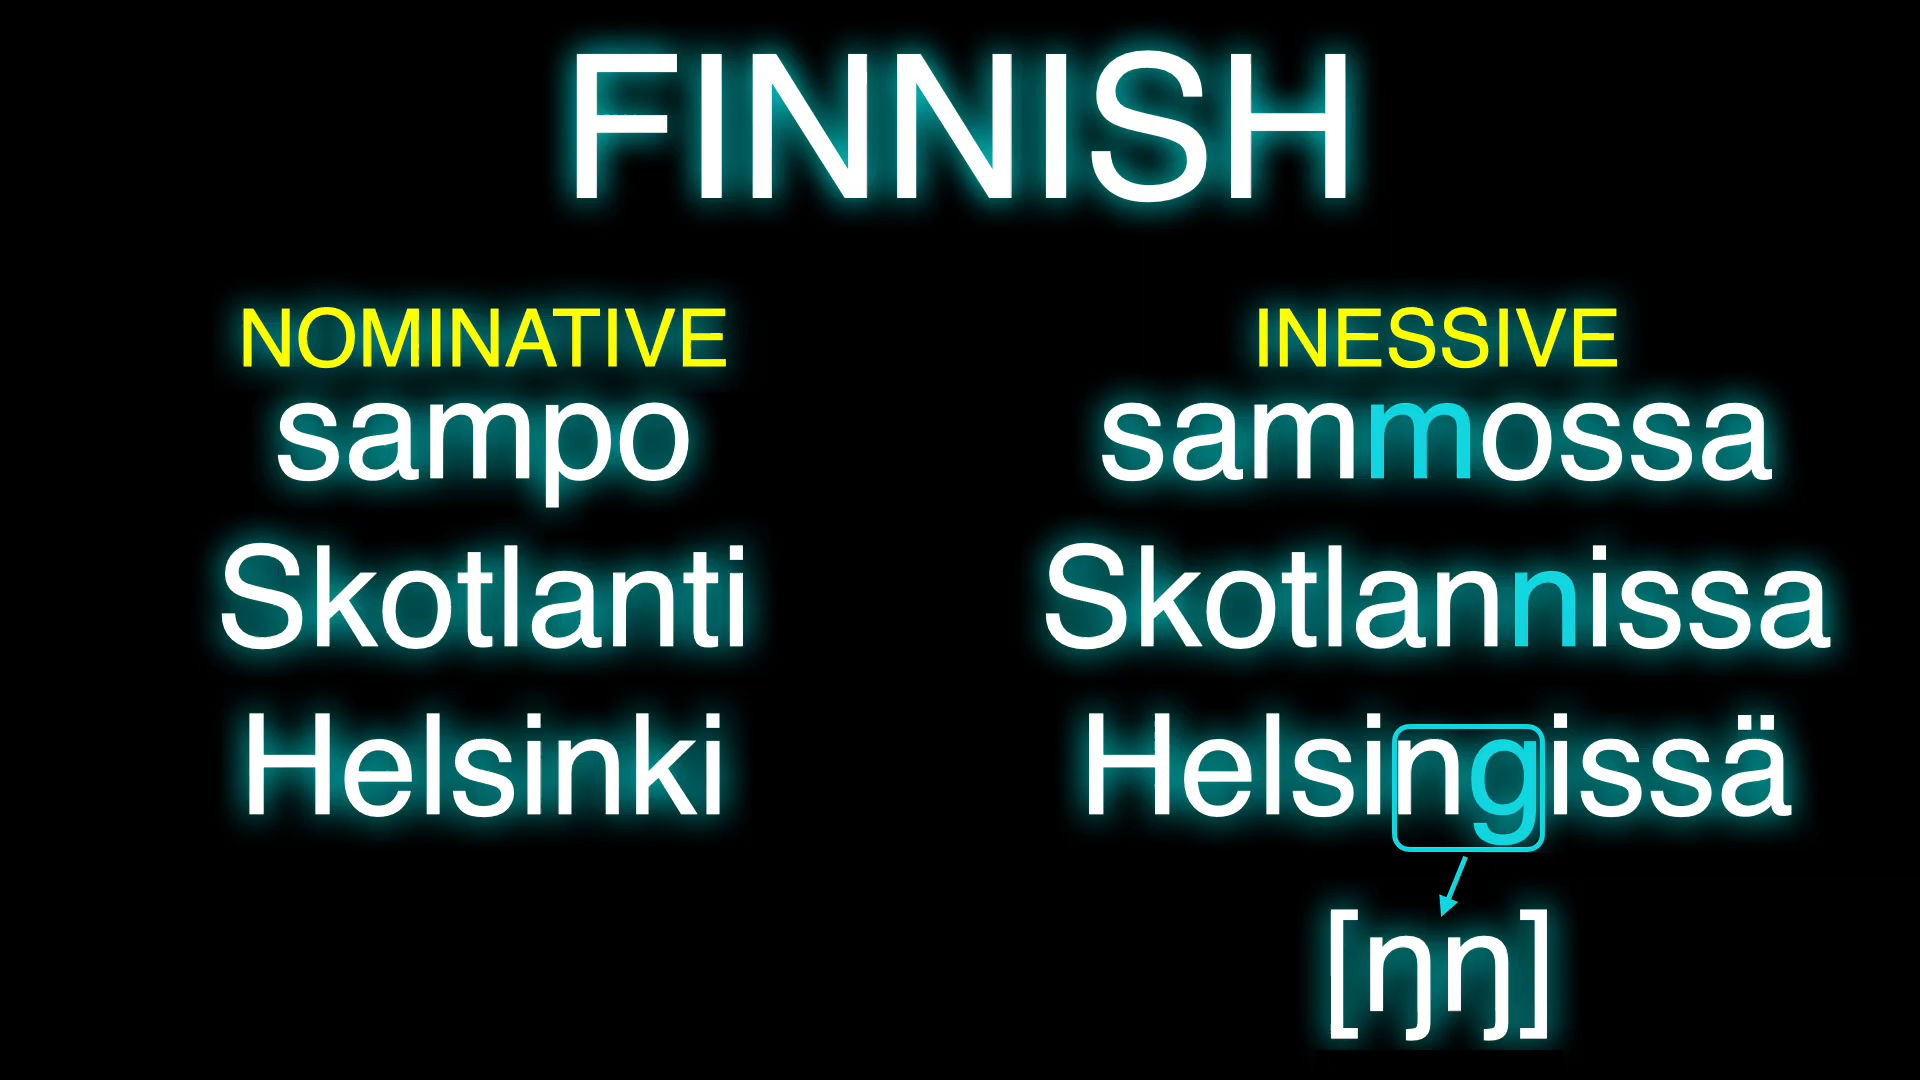 FINNISH
NOMINATIVE INESSIVE
sampo sammossa
Skotlanti Skotlannissa
Helsinki Helsingissä
[ŋŋ]